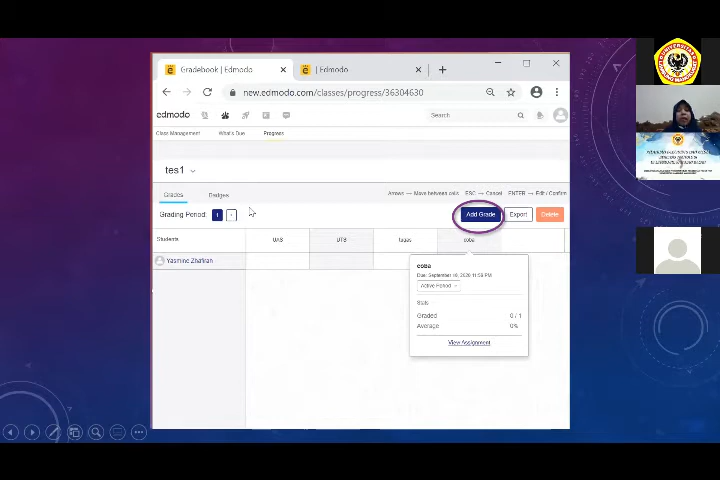 Gradebook | Edmodo
| Edmodo
new.edmodo.com/classes/progress/36304630
edmodo
Search
Class Management
What's Due
Progress
tes1
Grades
Badges
Arrows → Move between cells ESC → Cancel ENTER → Edit / Confirm
Grading Period:
1
+
Add Grade
Export
Delete
Students
UAS
UTS
tugas
coba
Yasmine Zhafirah
coba
Due: September 10, 2020 11:59 PM
Active Period
Stats
Graded
0 / 1
Average
0%
View Assignment